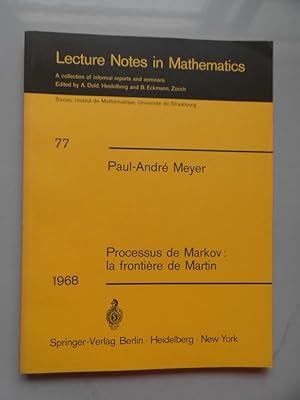 Lecture Notes in Mathematics
A collection of informal reports and seminars
Edited by A. Dold, Heidelberg and B. Eckmann, Zürich
Series: Institut de Mathématique, Université de Strasbourg
77
Paul-André Meyer
Processus de Markov:
la frontière de Martin
1968
Springer-Verlag Berlin · Heidelberg · New York